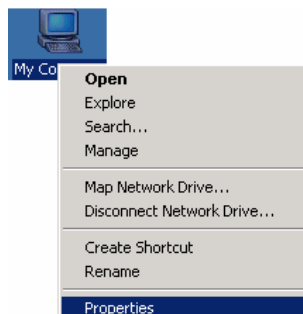 My Co
Open
Explore
Search...
Manage
Map Network Drive...
Disconnect Network Drive...
Create Shortcut
Rename
Properties